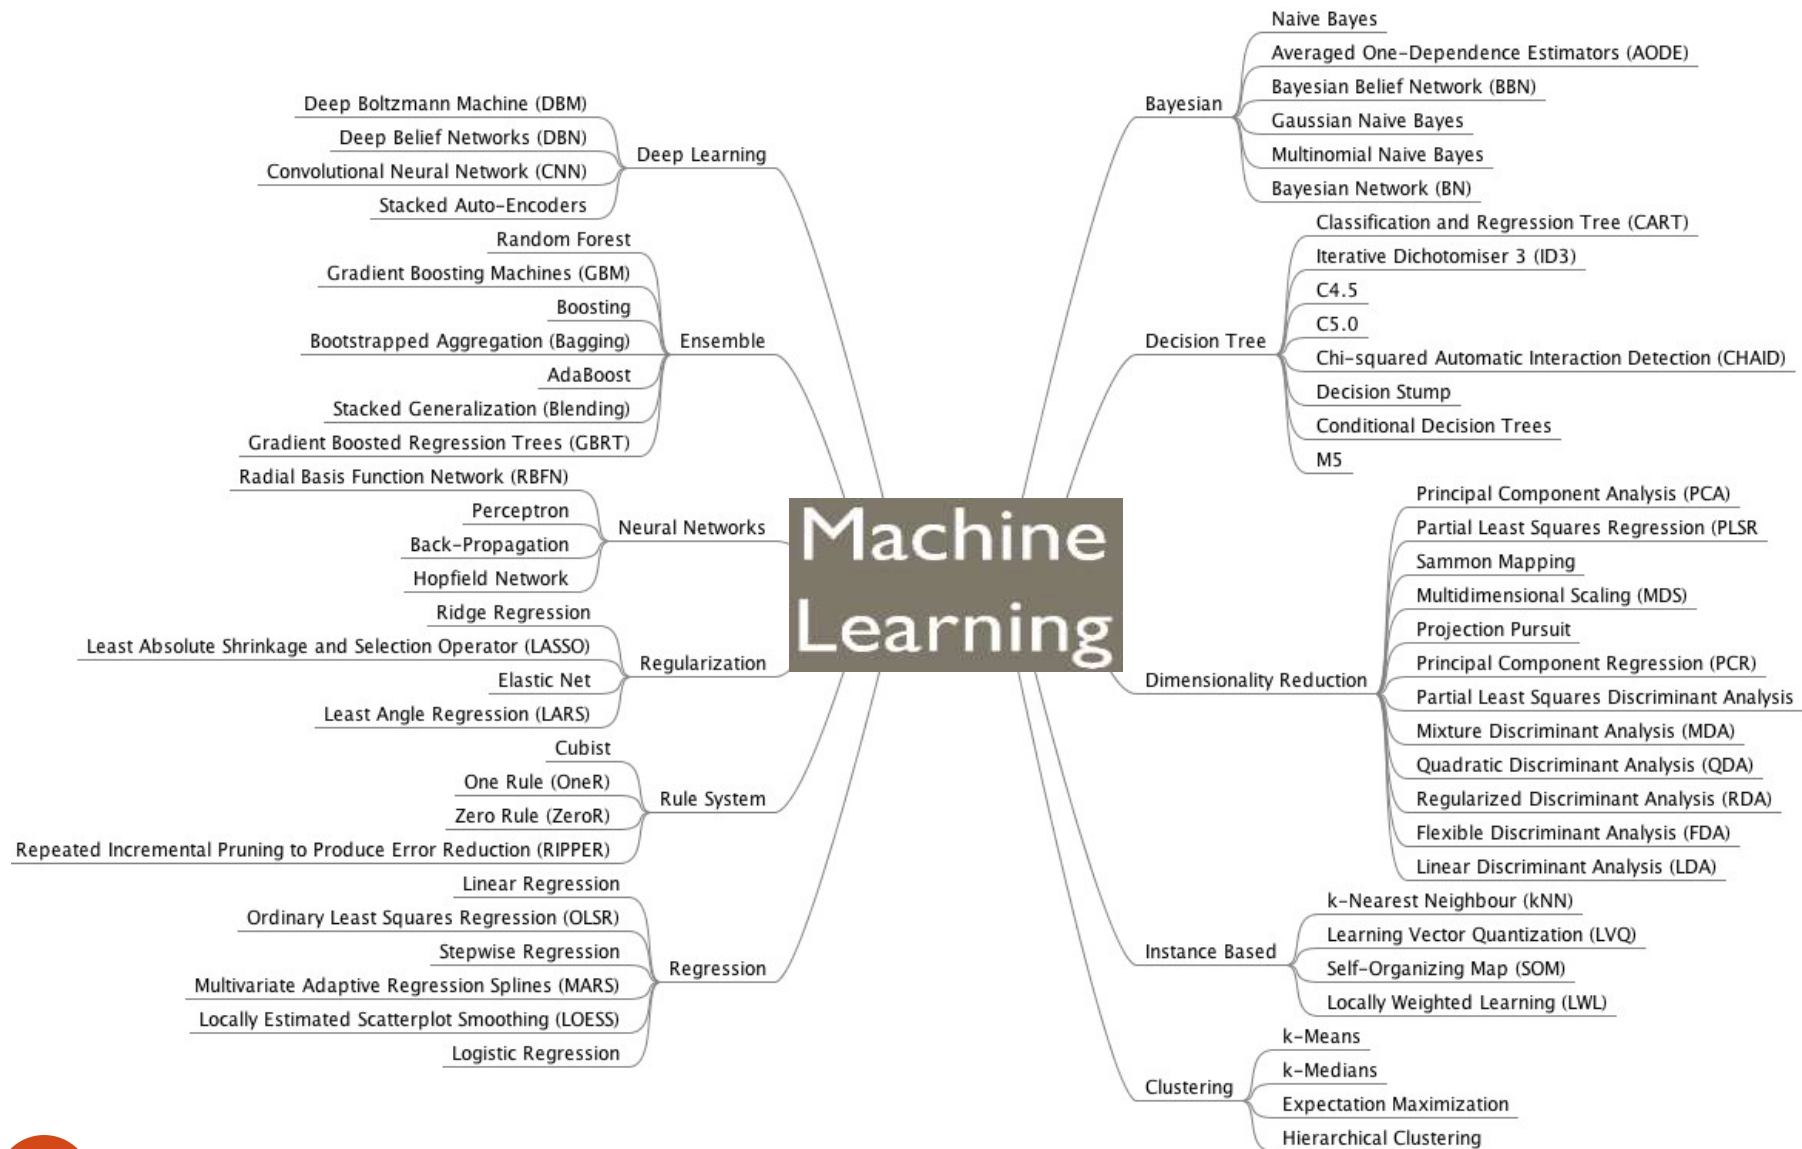 Deep Boltzmann Machine (DBM)
Deep Belief Networks (DBN)
Convolutional Neural Network (CNN)
Stacked Auto-Encoders
Deep Learning
Random Forest
Gradient Boosting Machines (GBM)
Boosting
Bootstrapped Aggregation (Bagging)
AdaBoost
Stacked Generalization (Blending)
Gradient Boosted Regression Trees (GBRT)
Ensemble
Radial Basis Function Network (RBFN)
Perceptron
Back-Propagation
Hopfield Network
Neural Networks
Ridge Regression
Least Absolute Shrinkage and Selection Operator (LASSO)
Elastic Net
Least Angle Regression (LARS)
Regularization
Cubist
One Rule (OneR)
Zero Rule (ZeroR)
Repeated Incremental Pruning to Produce Error Reduction (RIPPER)
Rule System
Linear Regression
Ordinary Least Squares Regression (OLSR)
Stepwise Regression
Multivariate Adaptive Regression Splines (MARS)
Locally Estimated Scatterplot Smoothing (LOESS)
Logistic Regression
Regression
Machine
Learning
Bayesian
Naive Bayes
Averaged One-Dependence Estimators (AODE)
Bayesian Belief Network (BBN)
Gaussian Naive Bayes
Multinomial Naive Bayes
Bayesian Network (BN)
Decision Tree
Classification and Regression Tree (CART)
Iterative Dichotomiser 3 (ID3)
C4.5
C5.0
Chi-squared Automatic Interaction Detection (CHAID)
Decision Stump
Conditional Decision Trees
M5
Dimensionality Reduction
Principal Component Analysis (PCA)
Partial Least Squares Regression (PLSR
Sammon Mapping
Multidimensional Scaling (MDS)
Projection Pursuit
Principal Component Regression (PCR)
Partial Least Squares Discriminant Analysis
Mixture Discriminant Analysis (MDA)
Quadratic Discriminant Analysis (QDA)
Regularized Discriminant Analysis (RDA)
Flexible Discriminant Analysis (FDA)
Linear Discriminant Analysis (LDA)
Instance Based
k-Nearest Neighbour (kNN)
Learning Vector Quantization (LVQ)
Self-Organizing Map (SOM)
Locally Weighted Learning (LWL)
Clustering
k-Means
k-Medians
Expectation Maximization
Hierarchical Clustering